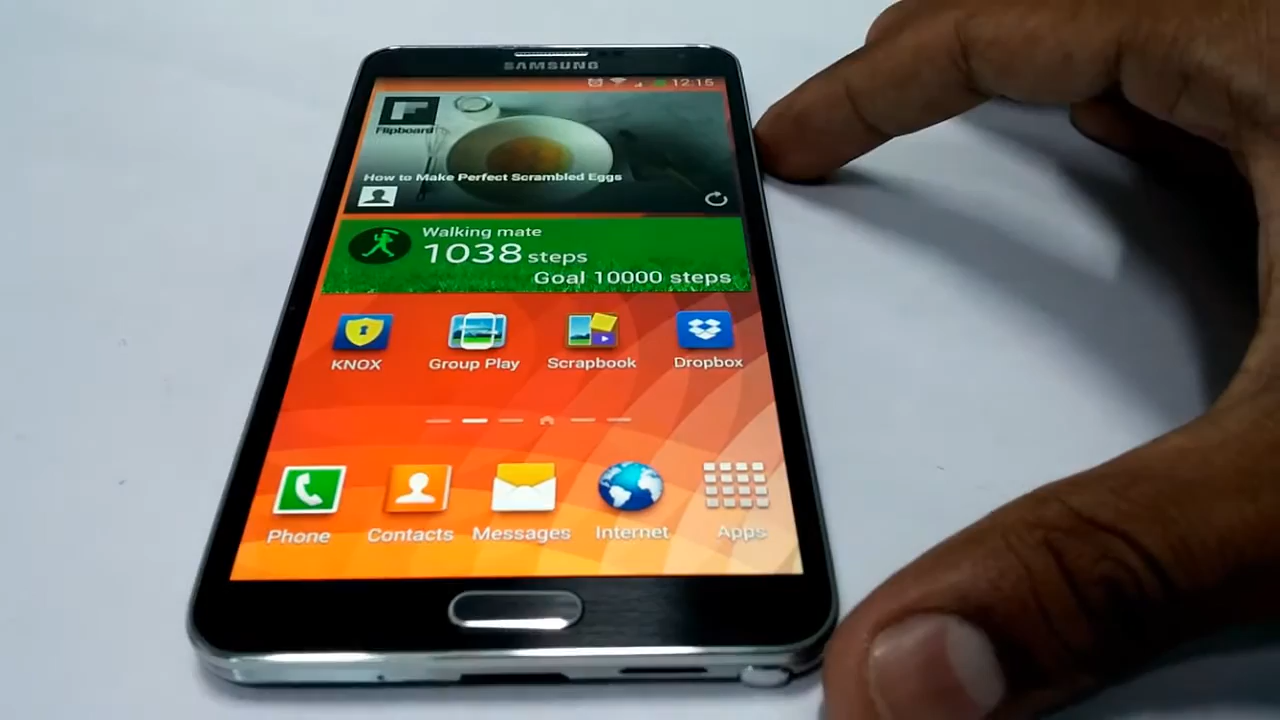 SAMSUNG
12:15
Flipboard
How to Make Perfect Scrambled Eggs
Walking mate
1038 steps
Goal 10000 steps
KNOX Group Play Scrapbook Dropbox
Phone Contacts Messages Internet Apps